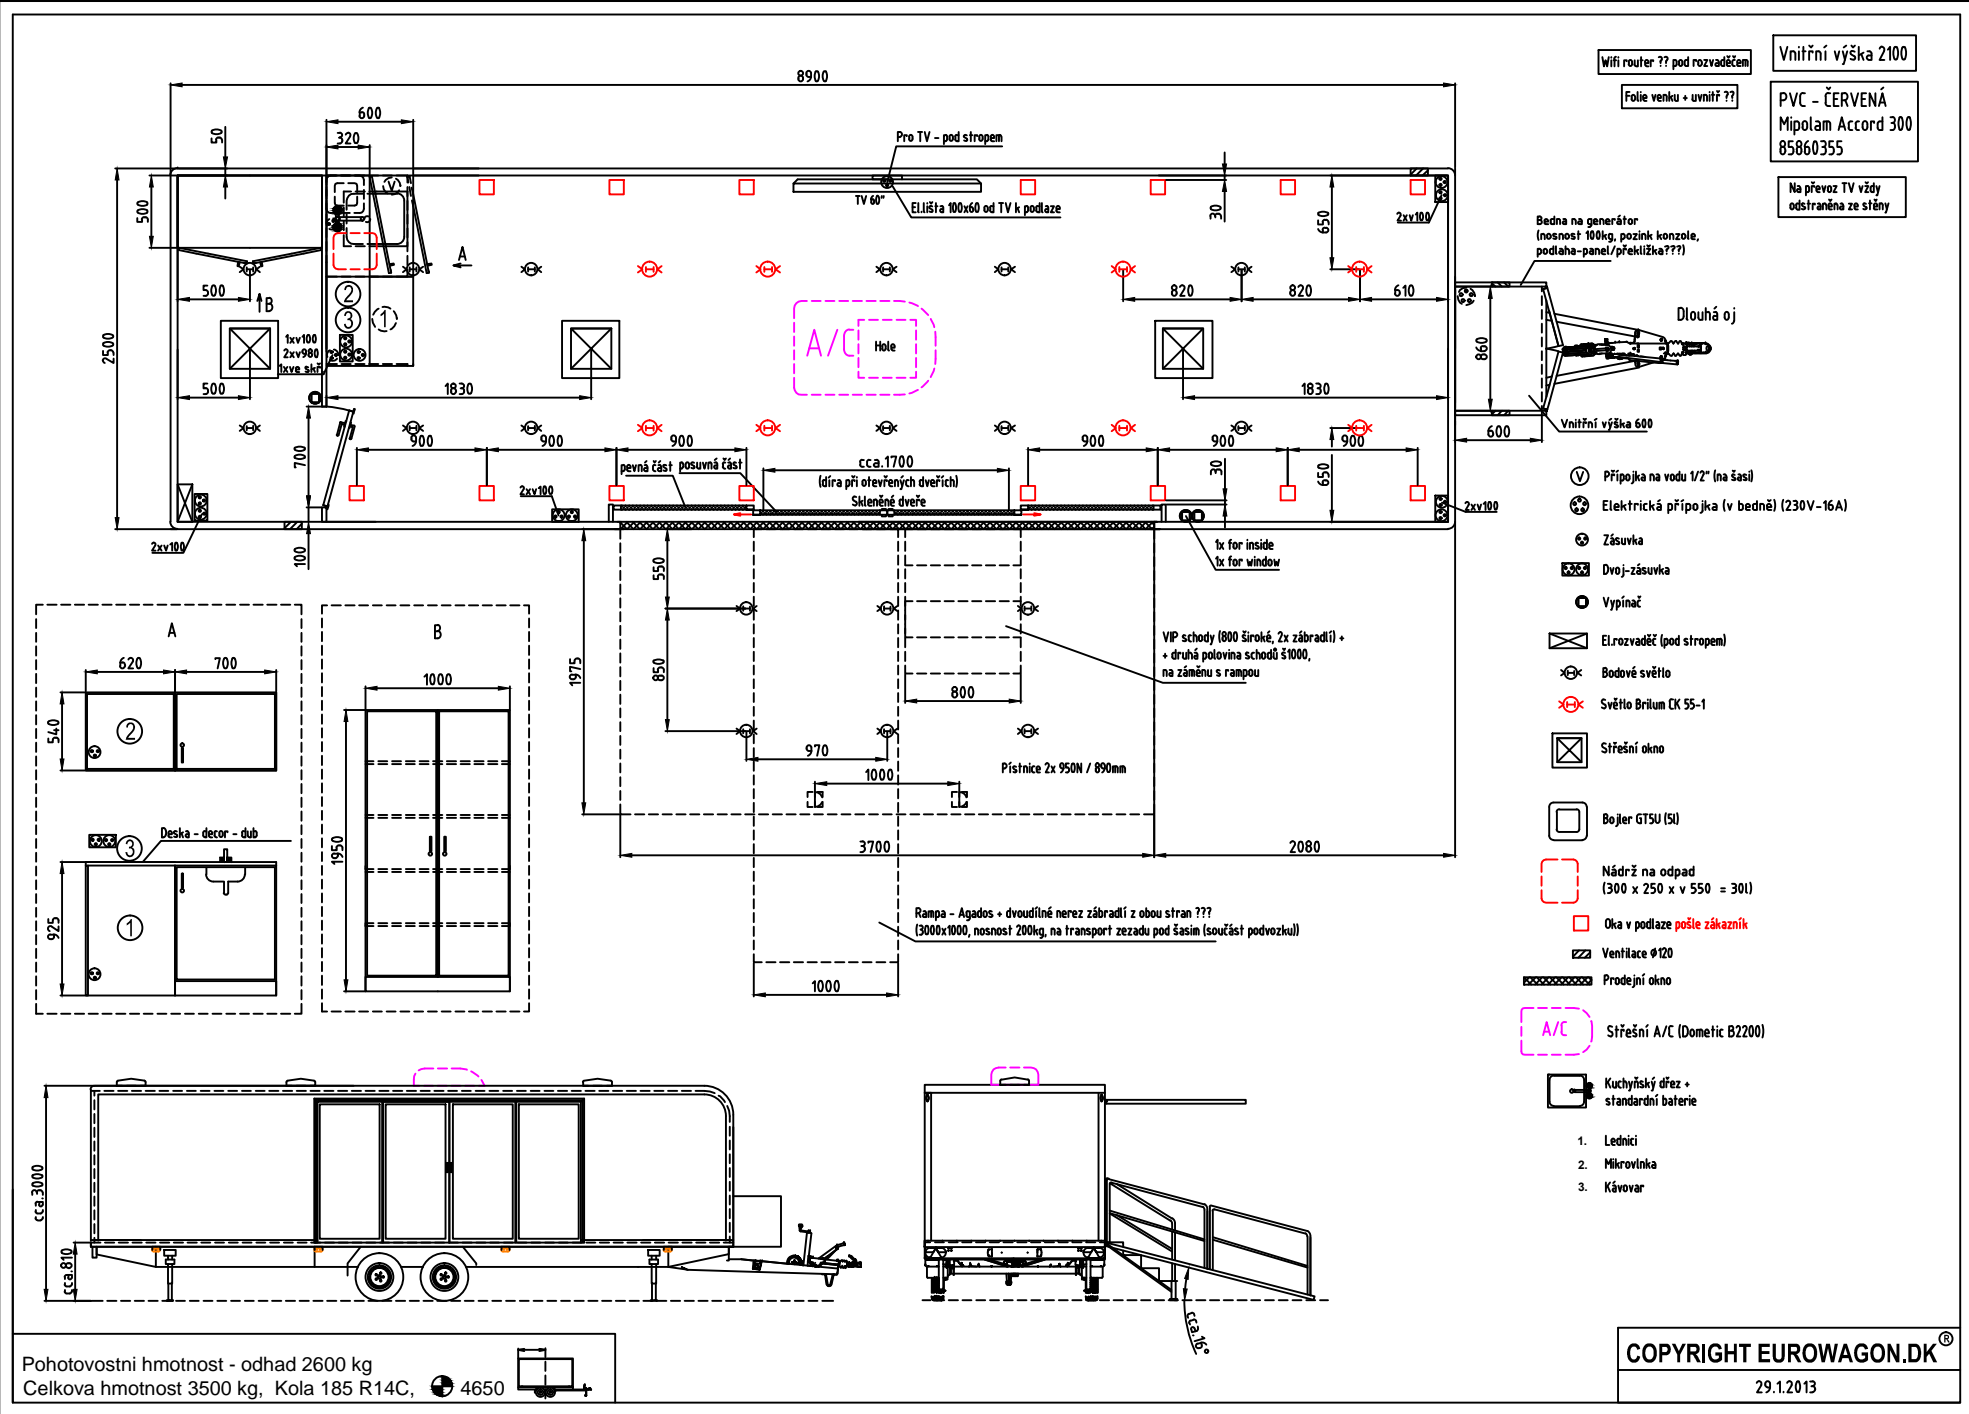 Wifi router ?? pod rozvaděčem
Vnitřní výška 2100
Folie venku + uvnitř ??
PVC - ČERVENÁ
Mipolam Accord 300
85860355
Na převoz TV vždy
odstraněna ze stěny
8900
600
320
50
500
2500
Pro TV - pod stropem
TV 60"
El.lišta 100x60 od TV k podlaze
30
650
2xv100
A
500
B
820
820
610
2
3
1
V
1xv100
2xv980
1xve skř
A/C
Hole
500
1830
1830
700
100
900
900
900
pevná část
posuvná část
cca.1700
(díra při otevřených dveřích)
Skleněné dveře
900
900
900
30
650
2xv100
2xv100
2xv100
1x for inside
1x for window
Bedna na generátor
(nosnost 100kg, pozink konzole,
podlaha-panel/překližka???)
Dlouhá oj
860
600
Vnitřní výška 600
550
850
1975
800
VIP schody (800 široké, 2x zábradlí) +
+ druhá polovina schodů š1000,
na záměnu s rampou
970
1000
Pístnice 2x 950N / 890mm
3700
2080
Rampa - Agados + dvoudílné nerez zábradlí z obou stran ???
(3000x1000, nosnost 200kg, na transport zezadu pod šasim (součást podvozku))
1000
A
620
700
540
2
3
Deska - decor - dub
925
1
B
1000
1950
V
Přípojka na vodu 1/2" (na šasi)
Elektrická přípojka (v bedně) (230V-16A)
Zásuvka
Dvoj-zásuvka
Vypínač
El.rozvaděč (pod stropem)
Bodové světlo
Světlo Brilum CK 55-1
Střešní okno
Bojler GT5U (5l)
Nádrž na odpad
(300 x 250 x v 550 = 30l)
Oka v podlaze pošle zákazník
Ventilace Ø120
Prodejní okno
A/C
Střešní A/C (Dometic B2200)
Kuchyňský dřez +
standardní baterie
1. Lednici
2. Mikrovlnka
3. Kávovar
cca.3000
cca.810
cca.16°
Pohotovostni hmotnost - odhad 2600 kg
Celkova hmotnost 3500 kg, Kola 185 R14C, 4650
COPYRIGHT EUROWAGON.DK ®
29.1.2013